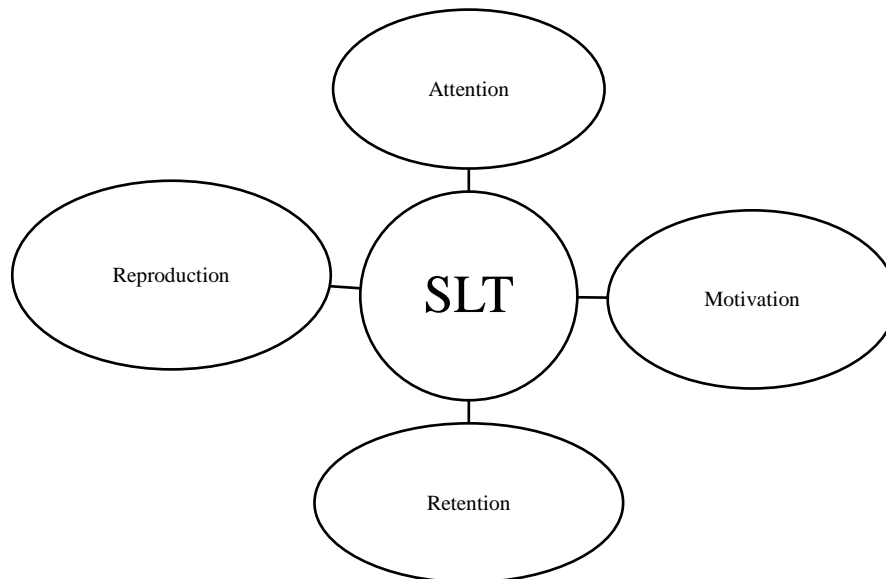 Attention
Reproduction
SLT
Motivation
Retention